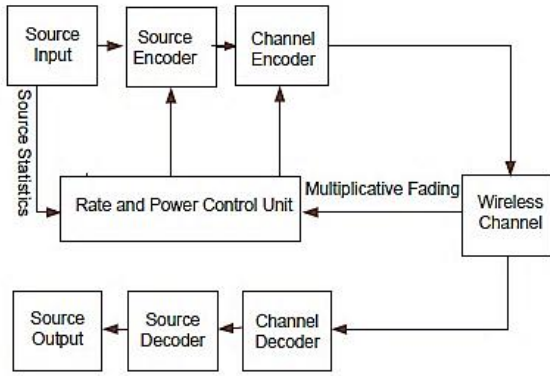 Source
Input
Source
Encoder
Channel
Encoder
Source Statistics
Rate and Power Control Unit
Multiplicative Fading
Wireless
Channel
Source
Output
Source
Decoder
Channel
Decoder